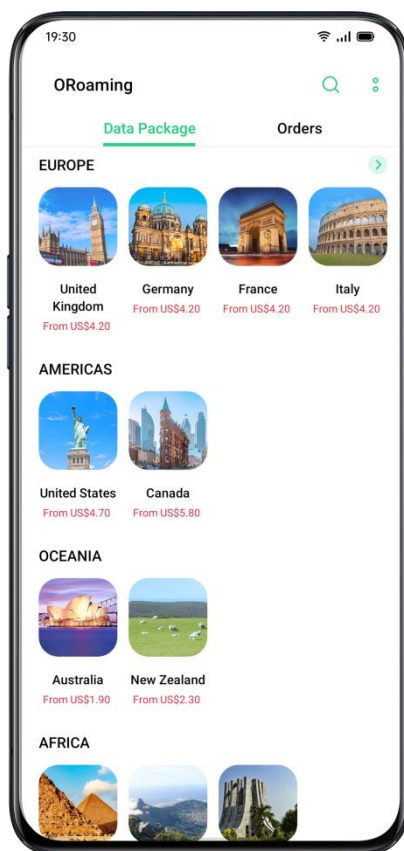 19:30
ORoaming
Data Package Orders
EUROPE
United Kingdom
From US$4.20
Germany
From US$4.20
France
From US$4.20
Italy
From US$4.20
AMERICAS
United States
From US$4.70
Canada
From US$5.80
OCEANIA
Australia
From US$1.90
New Zealand
From US$2.30
AFRICA